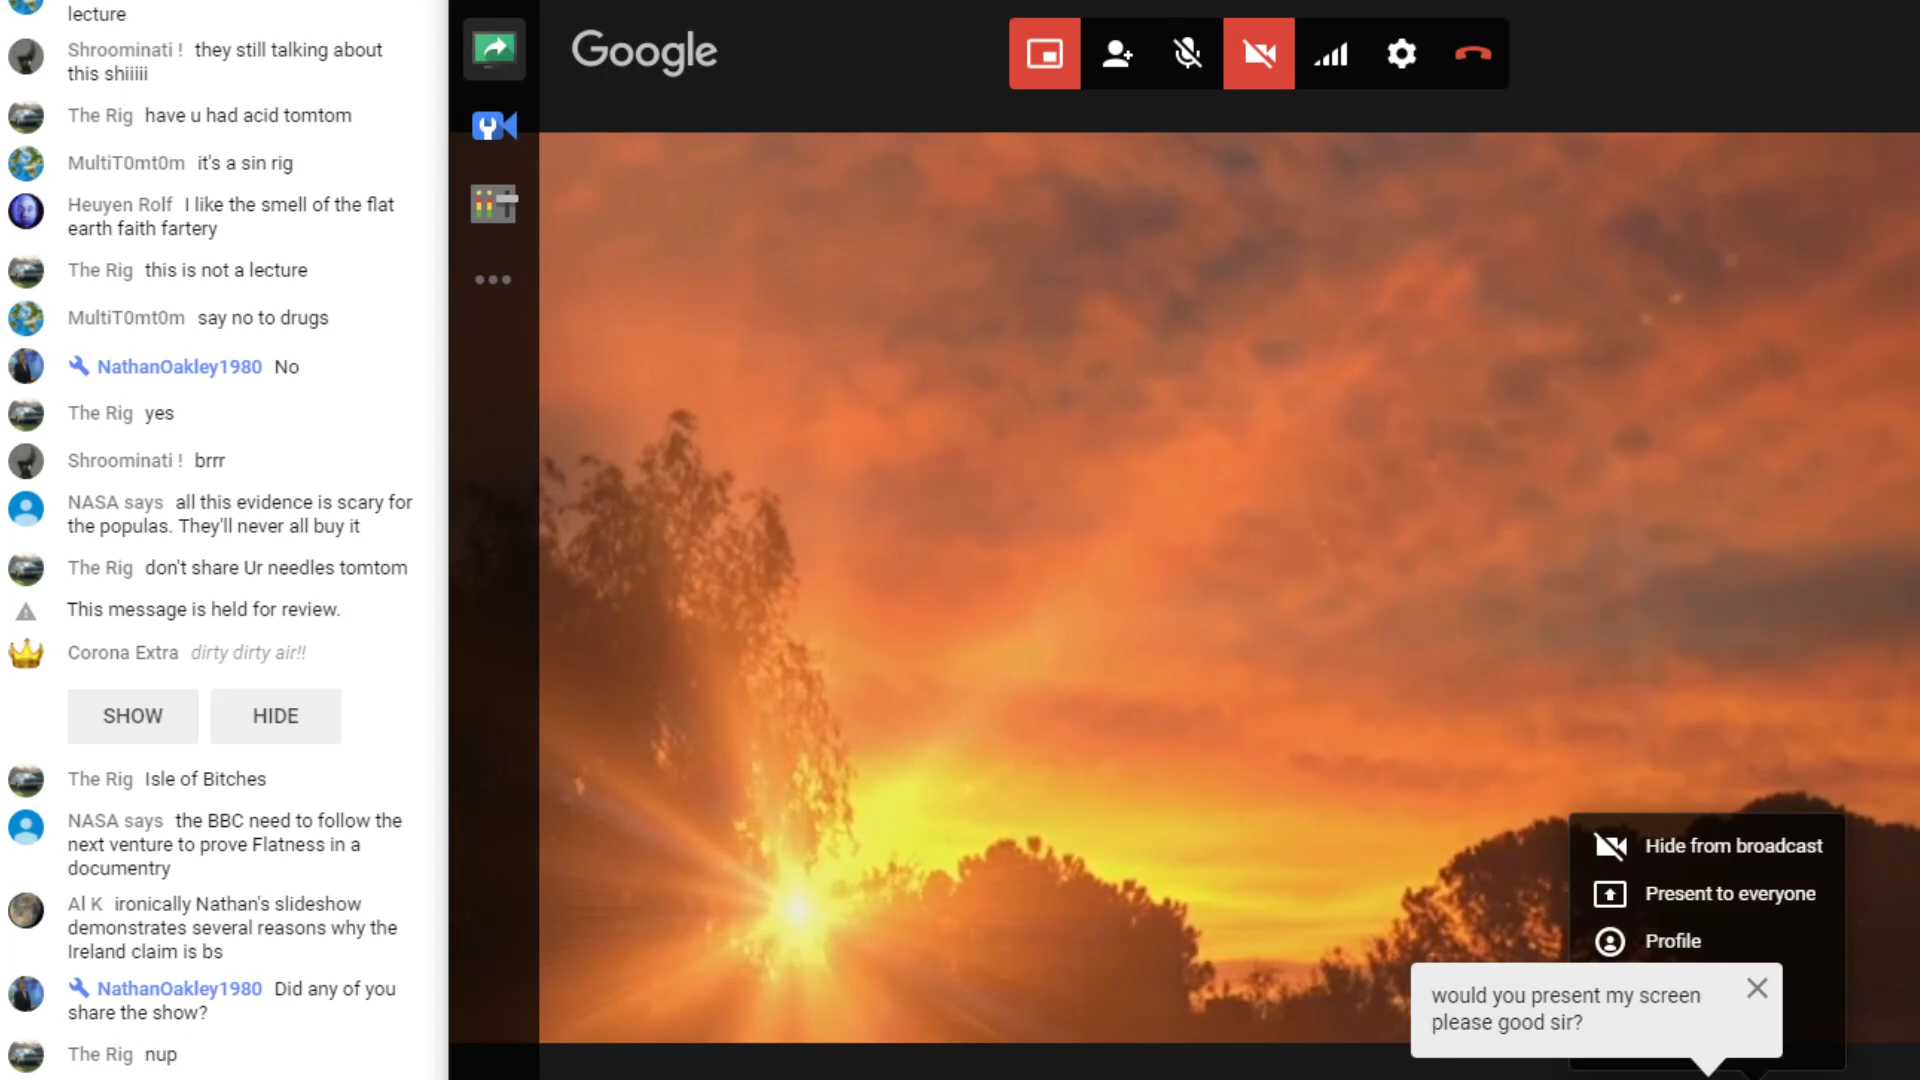 lecture
Shroominati ! they still talking about
this shiiiii
The Rig have u had acid tomtom
MultiT0mt0m it's a sin rig
Heuyen Rolf I like the smell of the flat
earth faith fartery
The Rig this is not a lecture
MultiT0mt0m say no to drugs
NathanOakley1980 No
The Rig yes
Shroominati ! brrr
NASA says all this evidence is scary for
the populas. They'll never all buy it
The Rig don't share Ur needles tomtom
This message is held for review.
Corona Extra dirty dirty air!!
SHOW HIDE
The Rig Isle of Bitches
NASA says the BBC need to follow the
next venture to prove Flatness in a
documentry
Al K ironically Nathan's slideshow
demonstrates several reasons why the
Ireland claim is bs
NathanOakley1980 Did any of you
share the show?
The Rig nup
Google
Hide from broadcast
Present to everyone
Profile
would you present my screen
please good sir?